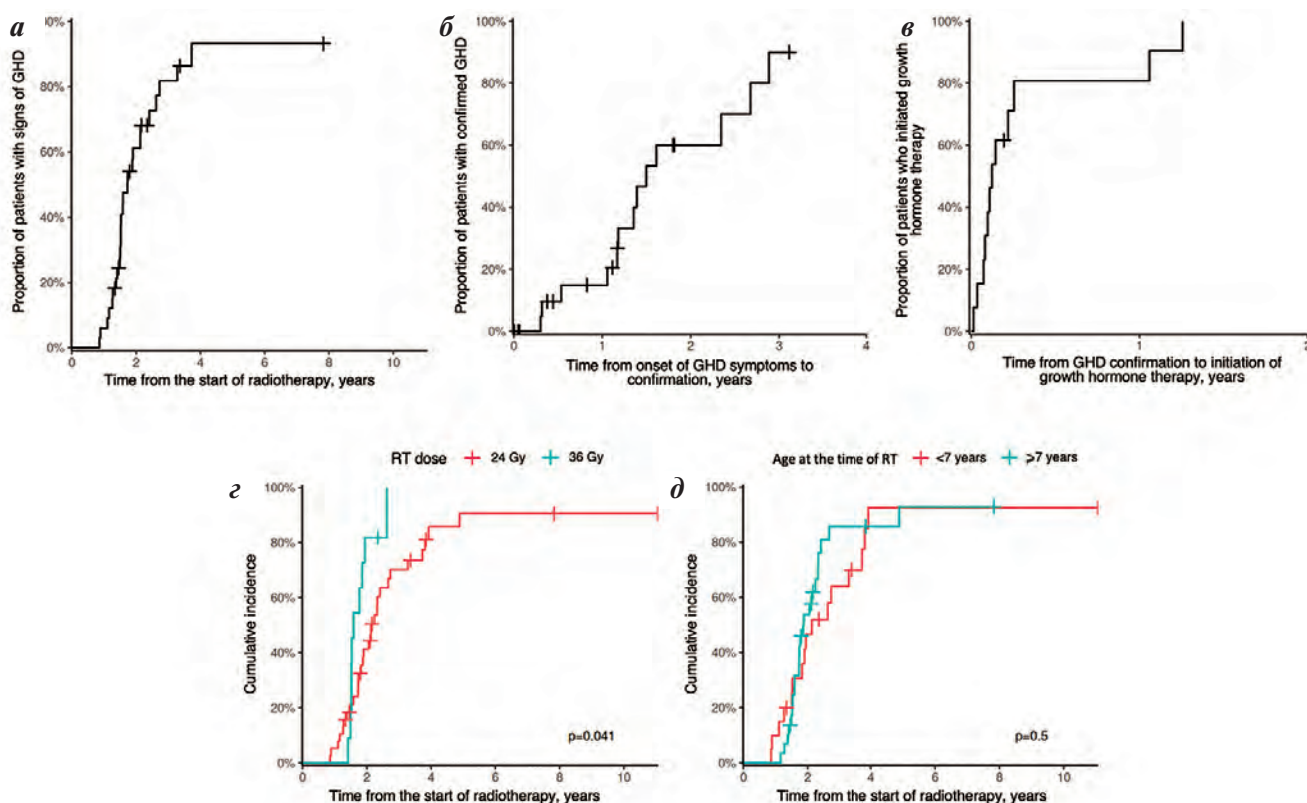 а
Proportion of patients with signs of GHD
00%
80%
60%
40%
20%
0%
0 2 4 6 8 10
Time from the start of radiotherapy, years
б
Proportion of patients with confirmed GHD
00%
80%
60%
40%
20%
0%
0 1 2 3 4
Time from onset of GHD symptoms to
confirmation, years
в
Proportion of patients who initiated growth
hormone therapy
00%
80%
60%
40%
20%
0%
0 1 2
Time from GHD confirmation to initiation of
growth hormone therapy, years
г
RT dose 24 Gy 36 Gy
Cumulative incidence
100%
80%
60%
40%
20%
0%
p=0.041
0 2 4 6 8 10
Time from the start of radiotherapy, years
д
Age at the time of RT <7 years ⩾7 years
Cumulative incidence
100%
80%
60%
40%
20%
0%
p=0.5
0 2 4 6 8 10
Time from the start of radiotherapy, years